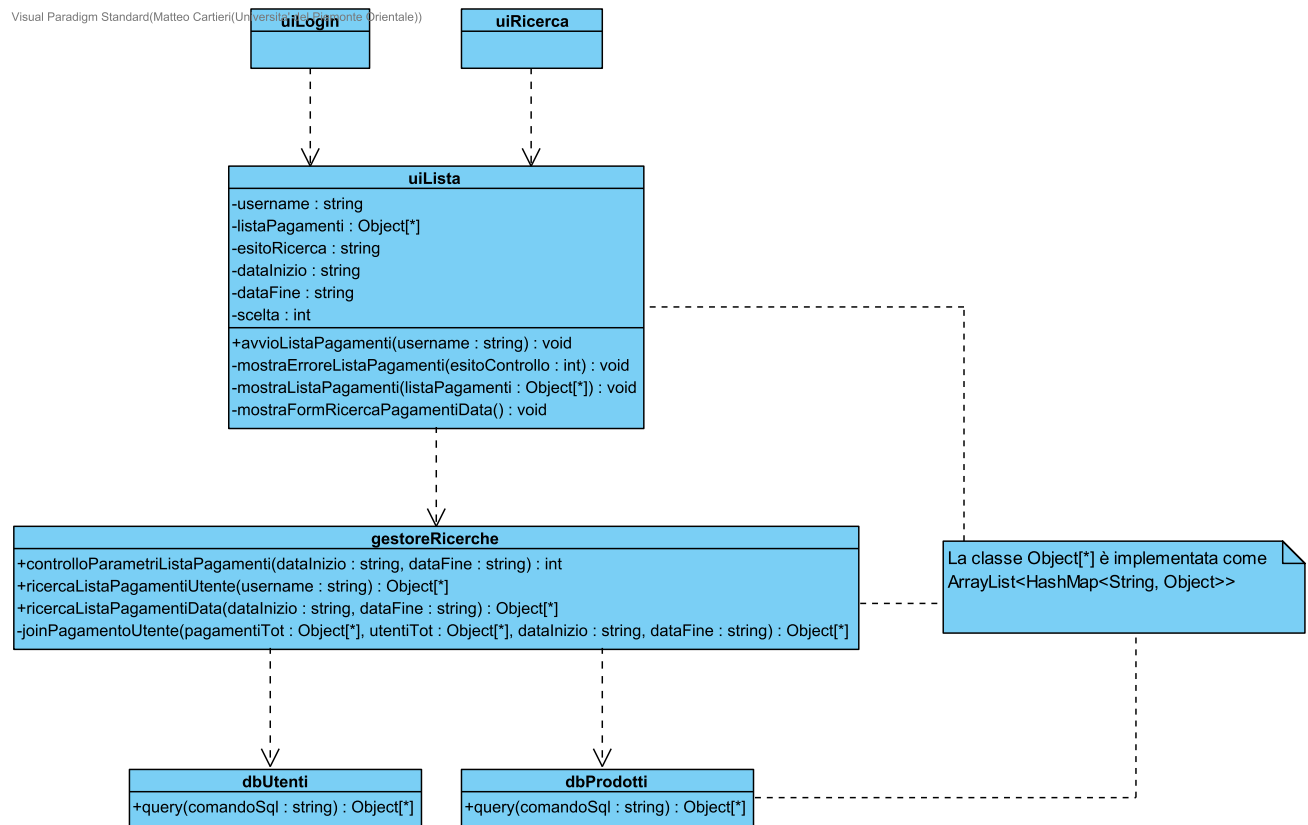 Visual Paradigm Standard(Matteo Cartieri(Universita' del Piemonte Orientale))
uiLogin
uiRicerca
uiLista
-username : string
-listaPagamenti : Object[*]
-esitoRicerca : string
-dataInizio : string
-dataFine : string
-scelta : int
+avvioListaPagamenti(username : string) : void
-mostraErroreListaPagamenti(esitoControllo : int) : void
-mostraListaPagamenti(listaPagamenti : Object[*]) : void
-mostraFormRicercaPagamentiData() : void
gestoreRicerche
+controlloParametriListaPagamenti(dataInizio : string, dataFine : string) : int
+ricercaListaPagamentiUtente(username : string) : Object[*]
+ricercaListaPagamentiData(dataInizio : string, dataFine : string) : Object[*]
-joinPagamentoUtente(pagamentiTot : Object[*], utentiTot : Object[*], dataInizio : string, dataFine : string) : Object[*]
La classe Object[*] è implementata come
ArrayList<HashMap<String, Object>>
dbUtenti
+query(comandoSql : string) : Object[*]
dbProdotti
+query(comandoSql : string) : Object[*]